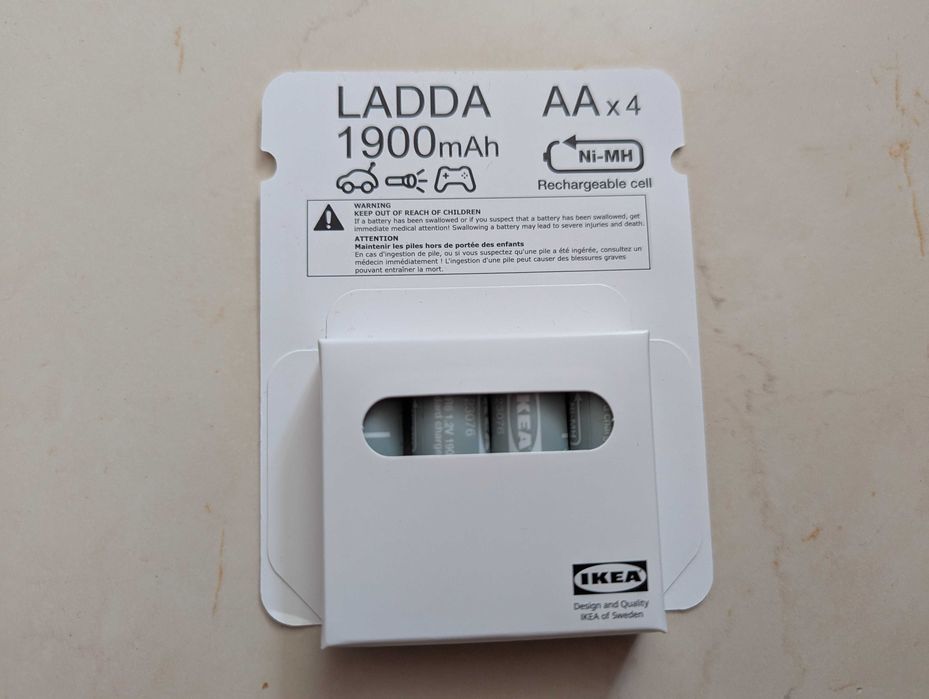 LADDA
1900mAh
AA x 4
Ni-MH
Rechargeable cell
WARNING
KEEP OUT OF REACH OF CHILDREN
If a battery has been swallowed or if you suspect that a battery has been swallowed, get
immediate medical attention! Swallowing a battery may lead to severe injuries and death.
ATTENTION
Maintenir les piles hors de portée des enfants
En cas d'ingestion de pile, ou si vous suspectez qu'une pile a été ingérée, consultez un
médecin immédiatement ! L'ingestion d'une pile peut causer des blessures graves
pouvant entraîner la mort.
1.2V 190
IKEA
IKEA
Design and Quality
IKEA of Sweden